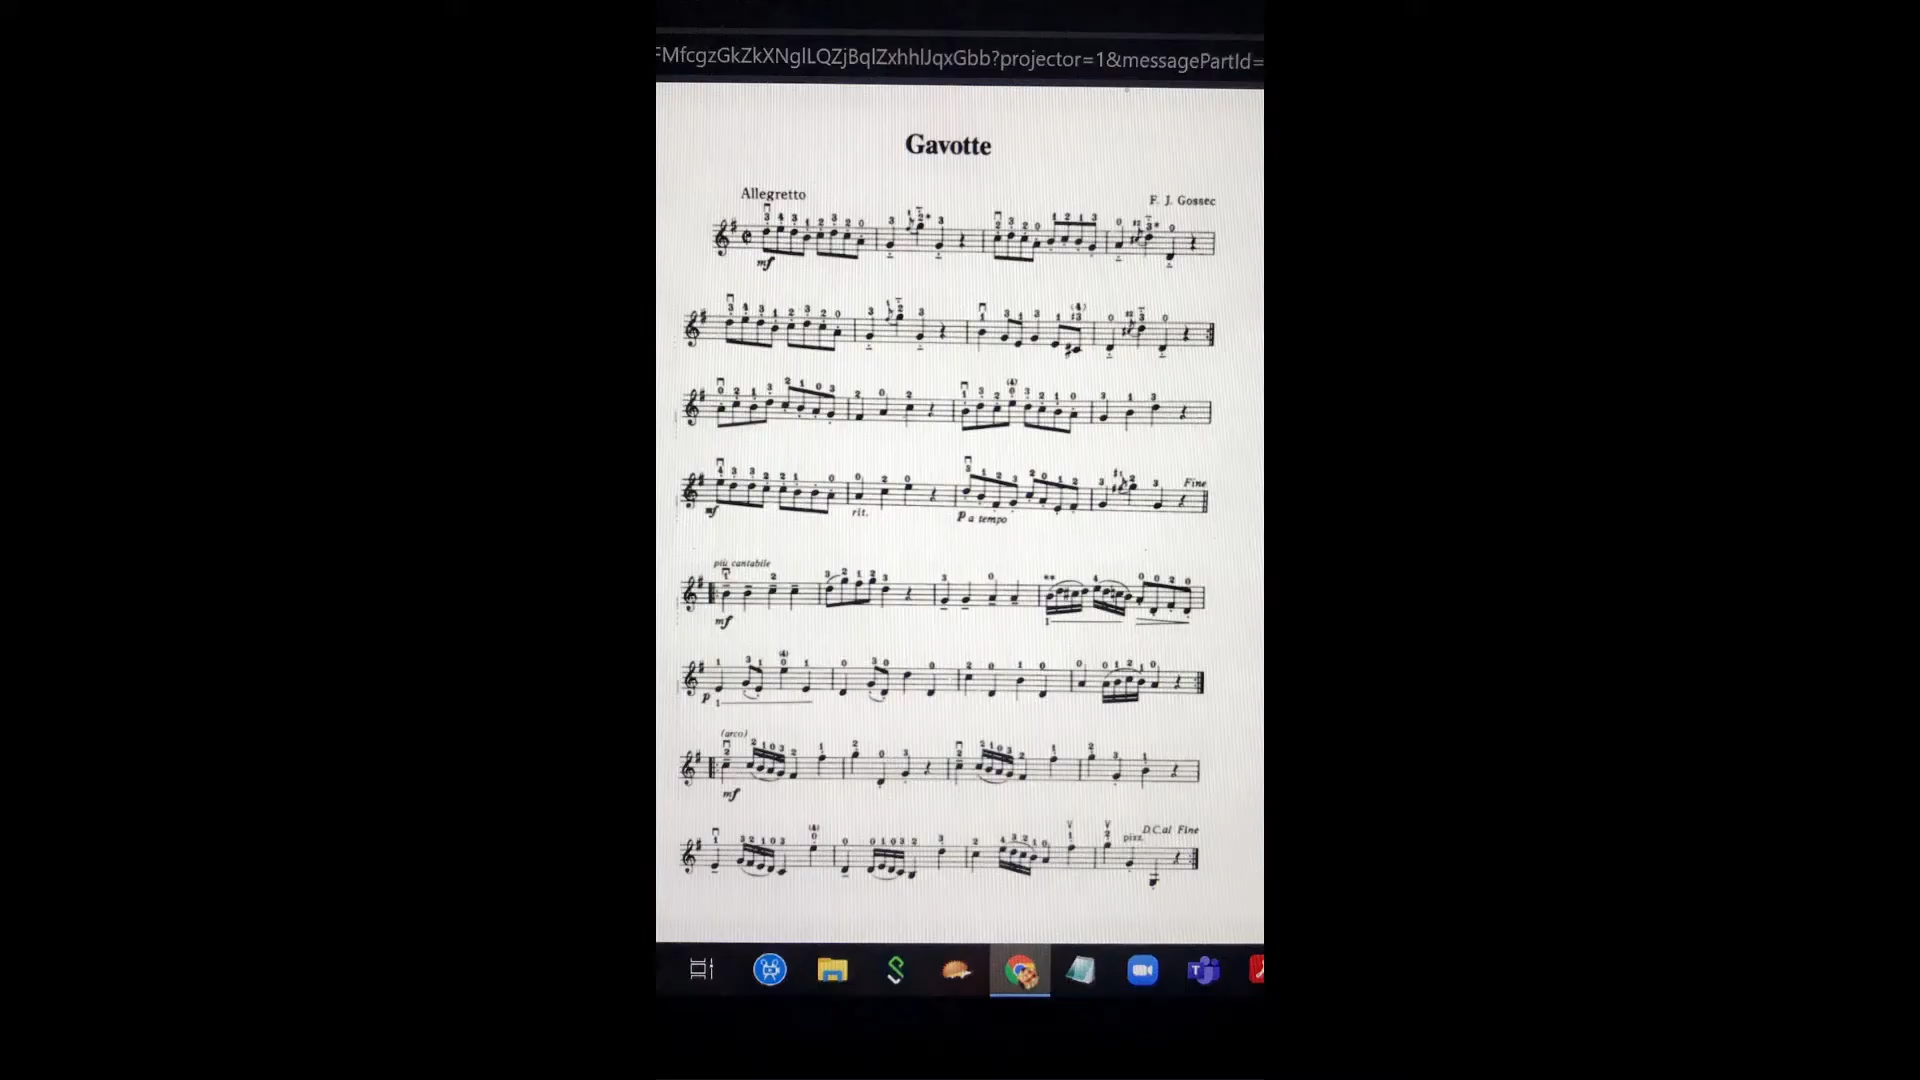 FMfcgzGkZkXNglLQZjBqlZxhhlJqxGbb?projector=1&messagePartId=
Gavotte
Allegretto
F. J. Gossec
mf
Fine
mf
rit.
p a tempo
più cantabile
mf
p
(arco)
mf
D.C. al Fine
pizz.